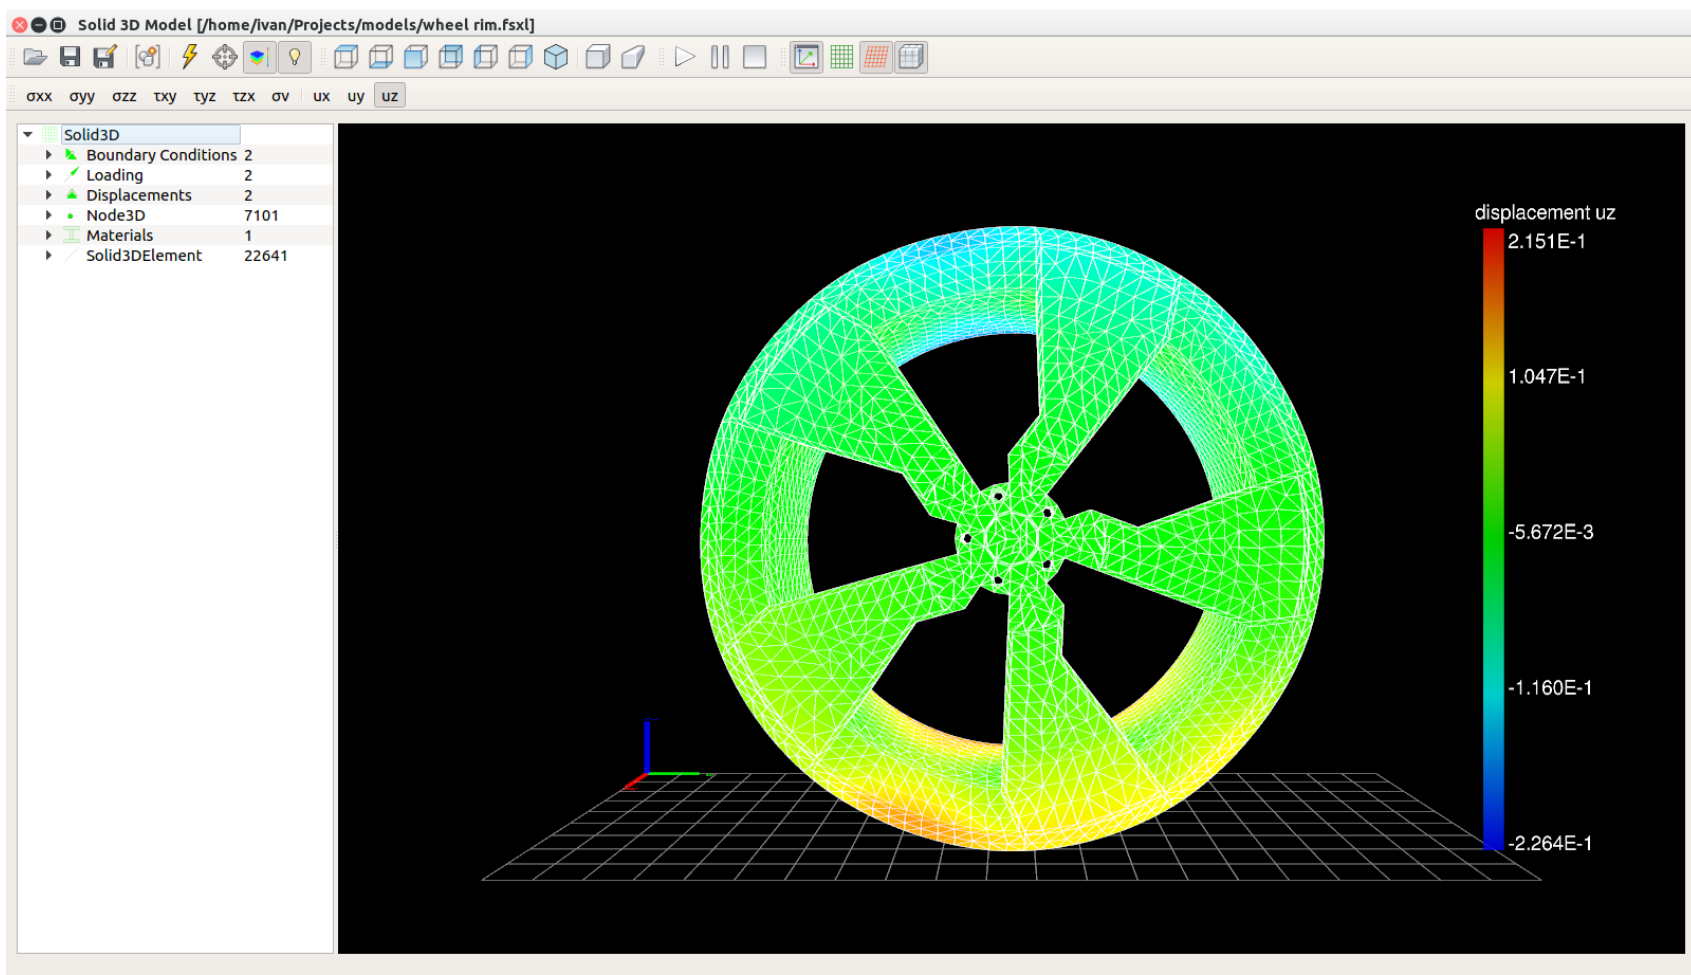 Solid 3D Model [/home/ivan/Projects/models/wheel rim.fsxl]
σxx σyy σzz τxy τyz τzx σv ux uy uz
Solid3D
Boundary Conditions 2
Loading 2
Displacements 2
Node3D 7101
Materials 1
Solid3DElement 22641
displacement uz
2.151E-1
1.047E-1
-5.672E-3
-1.160E-1
-2.264E-1